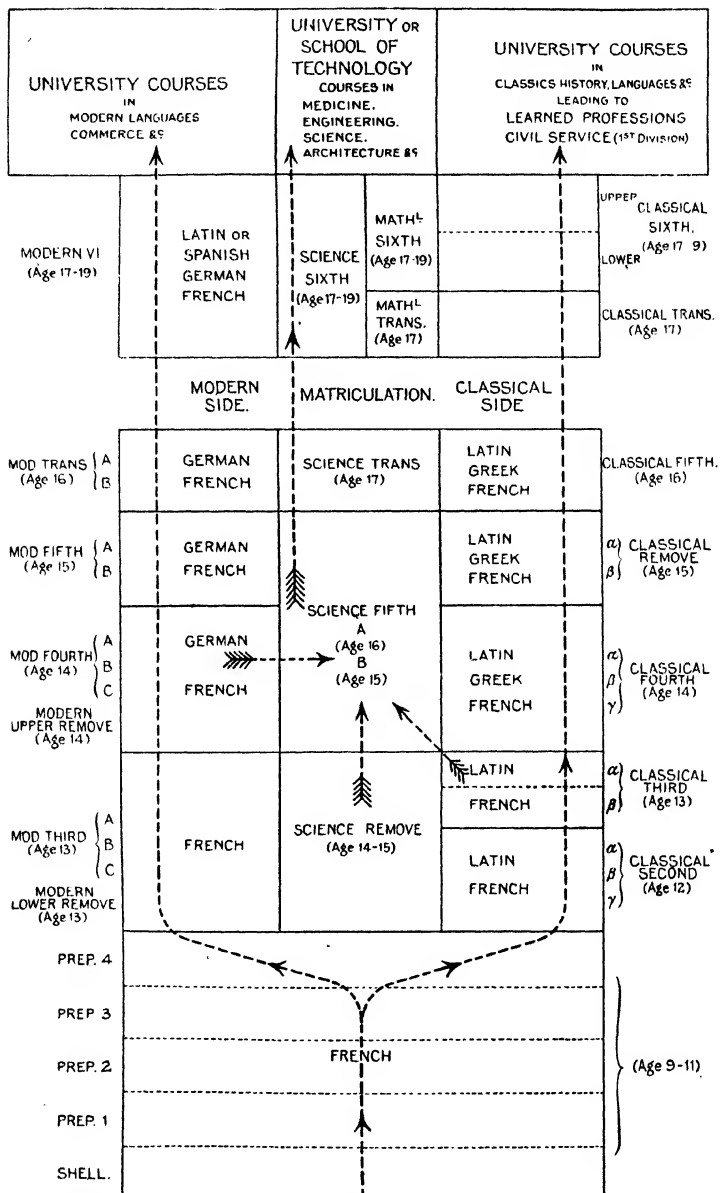 UNIVERSITY COURSES
IN
MODERN LANGUAGES
COMMERCE &C
UNIVERSITY OR
SCHOOL OF
TECHNOLOGY
COURSES IN
MEDICINE.
ENGINEERING.
SCIENCE.
ARCHITECTURE &C
UNIVERSITY COURSES
IN
CLASSICS HISTORY, LANGUAGES &C
LEADING TO
LEARNED PROFESSIONS
CIVIL SERVICE (1ST DIVISION)
MODERN VI
(Age 17-19)
LATIN OR
SPANISH
GERMAN
FRENCH
SCIENCE
SIXTH
(Age 17-19)
MATHL
SIXTH
(Age 17-19)
MATHL
TRANS.
(Age 17)
UPPER
CLASSICAL
SIXTH.
(Age 17 9)
LOWER
CLASSICAL TRANS.
(Age 17)
MODERN
SIDE.
MATRICULATION.
CLASSICAL
SIDE
MOD TRANS
(Age 16)
A
B
GERMAN
FRENCH
SCIENCE TRANS
(Age 17)
LATIN
GREEK
FRENCH
CLASSICAL FIFTH.
(Age 16)
MOD FIFTH
(Age 15)
A
B
GERMAN
FRENCH
LATIN
GREEK
FRENCH
α
β
CLASSICAL
REMOVE
(Age 15)
SCIENCE FIFTH
A
(Age 16)
B
(Age 15)
MOD FOURTH
(Age 14)
A
B
C
MODERN
UPPER REMOVE
(Age 14)
GERMAN
FRENCH
LATIN
GREEK
FRENCH
α
β
γ
CLASSICAL
FOURTH
(Age 14)
LATIN
FRENCH
α
β
CLASSICAL
THIRD
(Age 13)
MOD THIRD
(Age 13)
A
B
C
MODERN
LOWER REMOVE
(Age 13)
FRENCH
SCIENCE REMOVE
(Age 14-15)
LATIN
FRENCH
α
β
γ
CLASSICAL
SECOND
(Age 12)
PREP. 4
PREP 3
PREP. 2
PREP. 1
SHELL.
FRENCH
(Age 9-11)